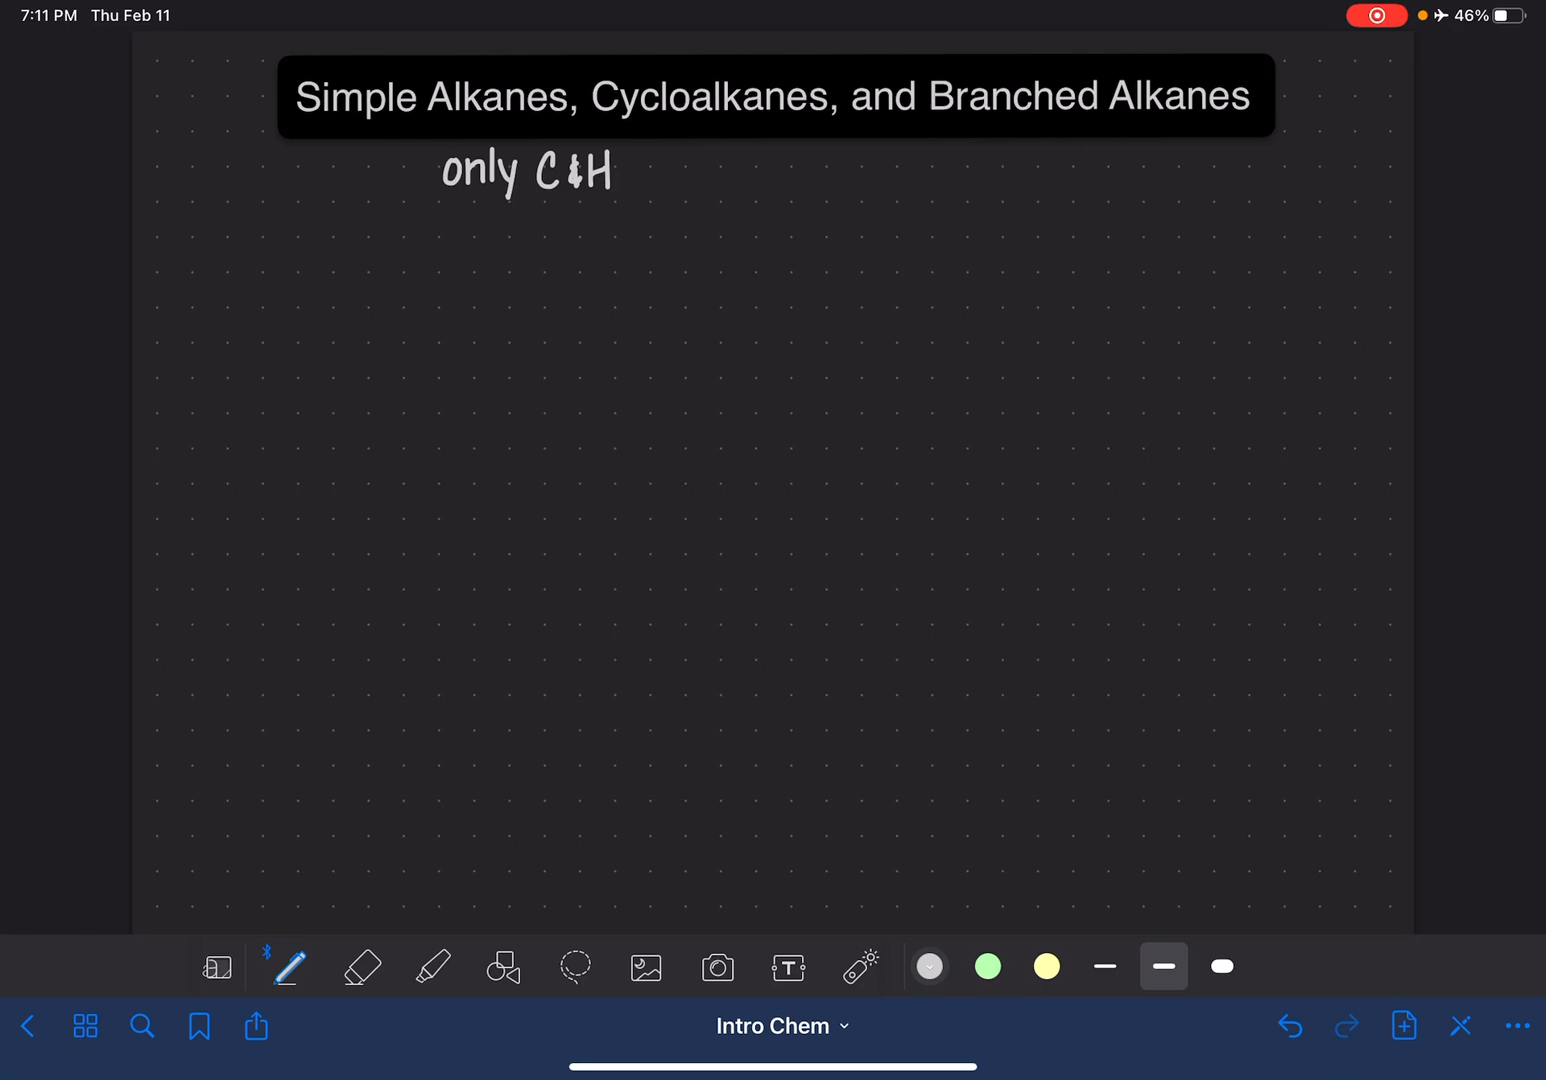 7:11 PM Thu Feb 11 46%
Simple Alkanes, Cycloalkanes, and Branched Alkanes
only C & H
Intro Chem